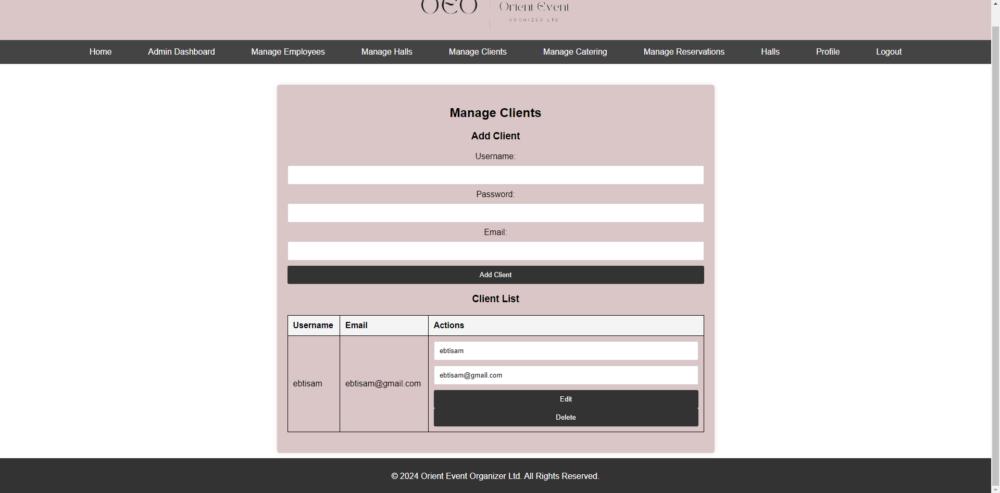 OEO
Orient Event
ORGNIZER LTD
Home Admin Dashboard Manage Employees Manage Halls Manage Clients Manage Catering Manage Reservations Halls Profile Logout
Manage Clients
Add Client
Username:
Password:
Email:
Add Client
Client List
Username Email Actions
ebtisam
ebtisam@gmail.com
ebtisam ebtisam@gmail.com
Edit
Delete
© 2024 Orient Event Organizer Ltd. All Rights Reserved.